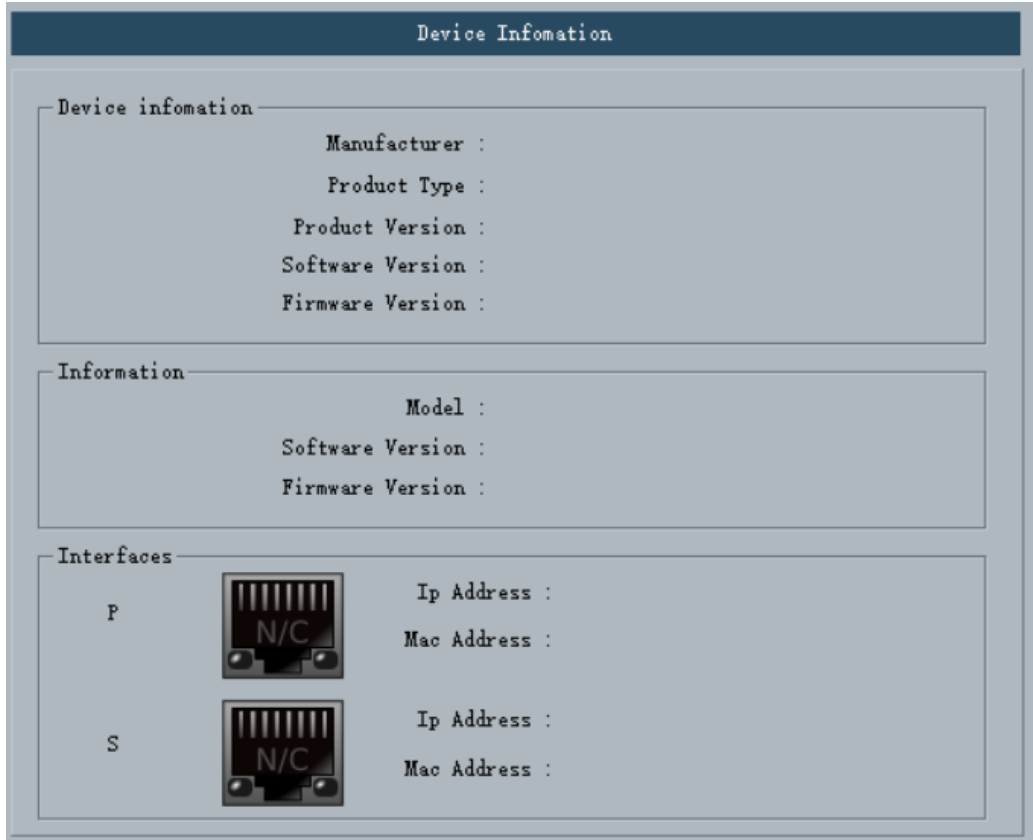 Device Infomation
Device infomation
Manufacturer :
Product Type :
Product Version :
Software Version :
Firmware Version :
Information
Model :
Software Version :
Firmware Version :
Interfaces
P
N/C
Ip Address :
Mac Address :
S
N/C
Ip Address :
Mac Address :